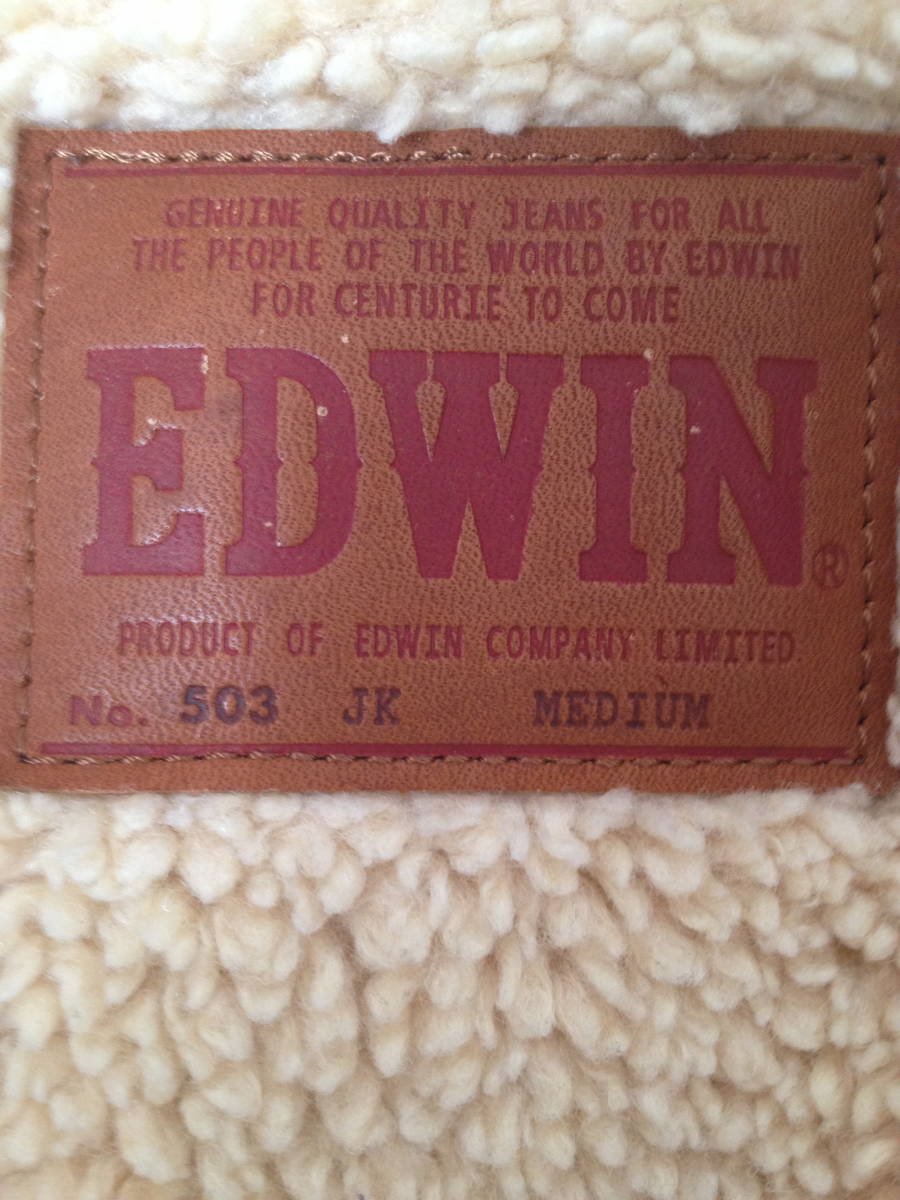 GENUINE QUALITY JEANS FOR ALL
THE PEOPLE OF THE WORLD BY EDWIN
FOR CENTURIE TO COME
EDWIN®
PRODUCT OF EDWIN COMPANY LIMITED.
No. 503 JK MEDIUM